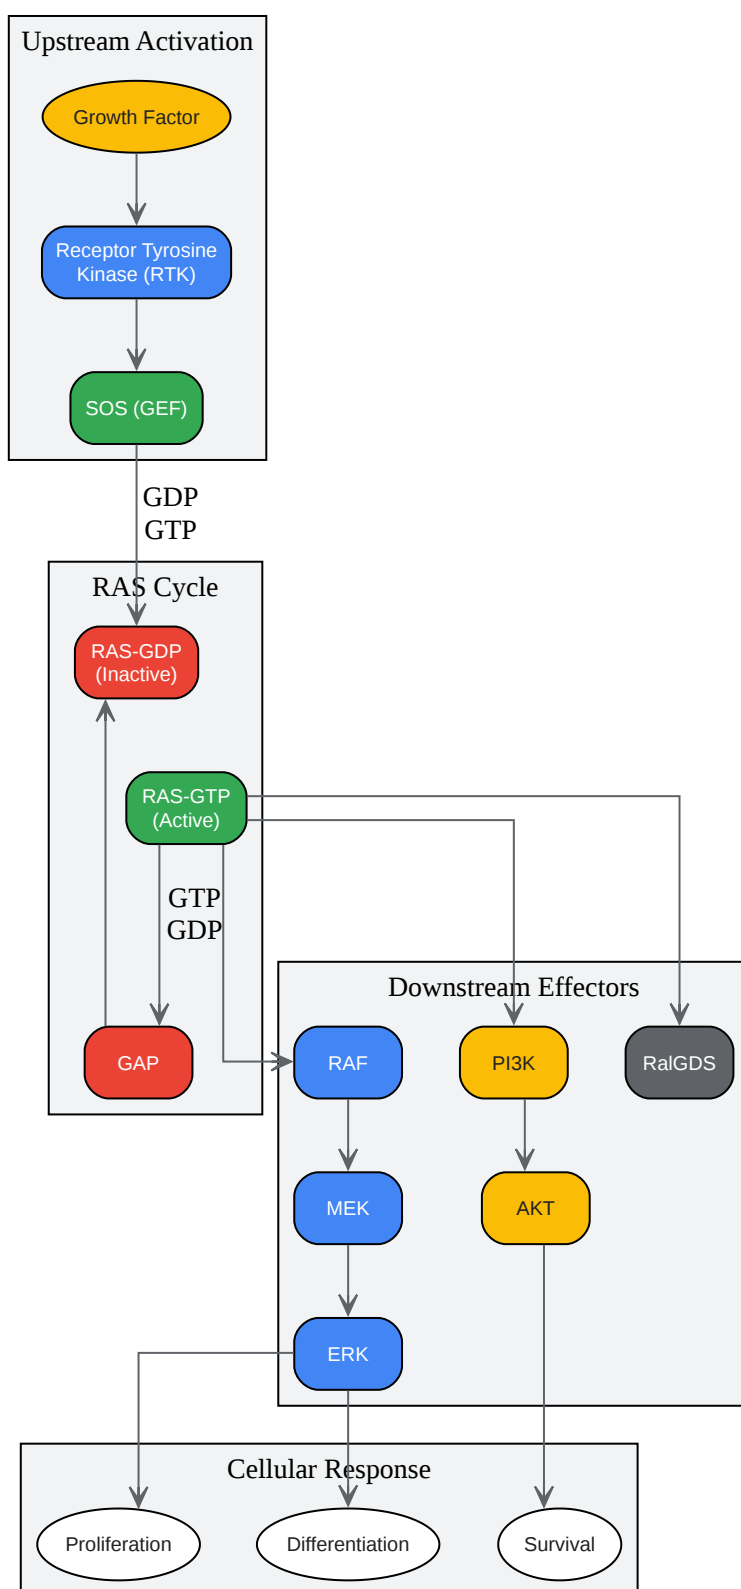 Upstream Activation
Growth Factor
Receptor Tyrosine
Kinase (RTK)
SOS (GEF)
GDP
GTP
RAS Cycle
RAS-GDP
(Inactive)
RAS-GTP
(Active)
GTP
GDP
Downstream Effectors
GAP
RAF
PI3K
RalGDS
MEK
AKT
ERK
Cellular Response
Proliferation
Differentiation
Survival